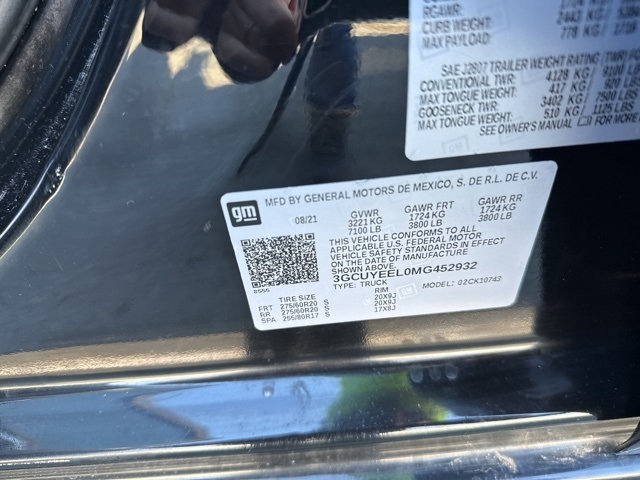 RGAWR:
CURB WEIGHT: 2443 KG
MAX PAYLOAD: 778 KG
SAE J2807 TRAILER WEIGHT RATING (TWR)
CONVENTIONAL TWR: 4128 KG 9100 LBS
MAX TONGUE WEIGHT: 417 KG
GOOSENECK TWR: 3402 KG 7500 LBS
MAX TONGUE WEIGHT: 510 KG 1125 LBS
SEE OWNER'S MANUAL FOR MORE
gm
MFD BY GENERAL MOTORS DE MEXICO, S. DE R.L. DE C.V.
08/21 GVWR GAWR FRT GAWR RR
3221 KG 1724 KG 1724 KG
7100 LB 3800 LB 3800 LB
THIS VEHICLE CONFORMS TO ALL
APPLICABLE U.S. FEDERAL MOTOR
VEHICLE SAFETY STANDARDS IN EFFECT
ON THE DATE OF MANUFACTURE
3GCUYEEL0MG452932
TYPE: TRUCK MODEL: 02CK10743
TIRE SIZE RIM
FRT 275/60R20 S 20X9J
RR 275/60R20 S 20X9J
SPA 255/80R17 S 17X8J